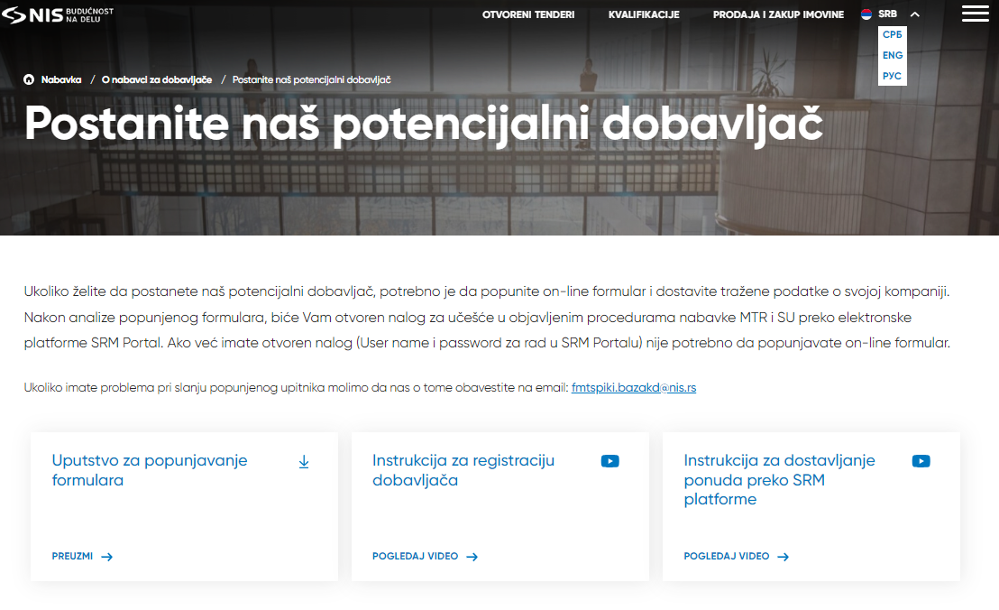 NIS BUDUĆNOST
NA DELU
OTVORENI TENDERI KVALIFIKACIJE PRODAJA I ZAKUP IMOVINE SRB
СРБ
ENG
РУС
Nabavka / O nabavci za dobavljače / Postanite naš potencijalni dobavljač
Postanite naš potencijalni dobavljač
Ukoliko želite da postanete naš potencijalni dobavljač, potrebno je da popunite on-line formular i dostavite tražene podatke o svojoj kompaniji.
Nakon analize popunjenog formulara, biće Vam otvoren nalog za učešće u objavljenim procedurama nabavke MTR i SU preko elektronske
platforme SRM Portal. Ako već imate otvoren nalog (User name i password za rad u SRM Portalu) nije potrebno da popunjavate on-line formular.
Ukoliko imate problema pri slanju popunjenog upitnika molimo da nas o tome obavestite na email: fmtspiki.bazakd@nis.rs
Uputstvo za popunjavanje
formulara
PREUZMI
Instrukcija za registraciju
dobavljača
POGLEDAJ VIDEO
Instrukcija za dostavljanje
ponuda preko SRM
platforme
POGLEDAJ VIDEO